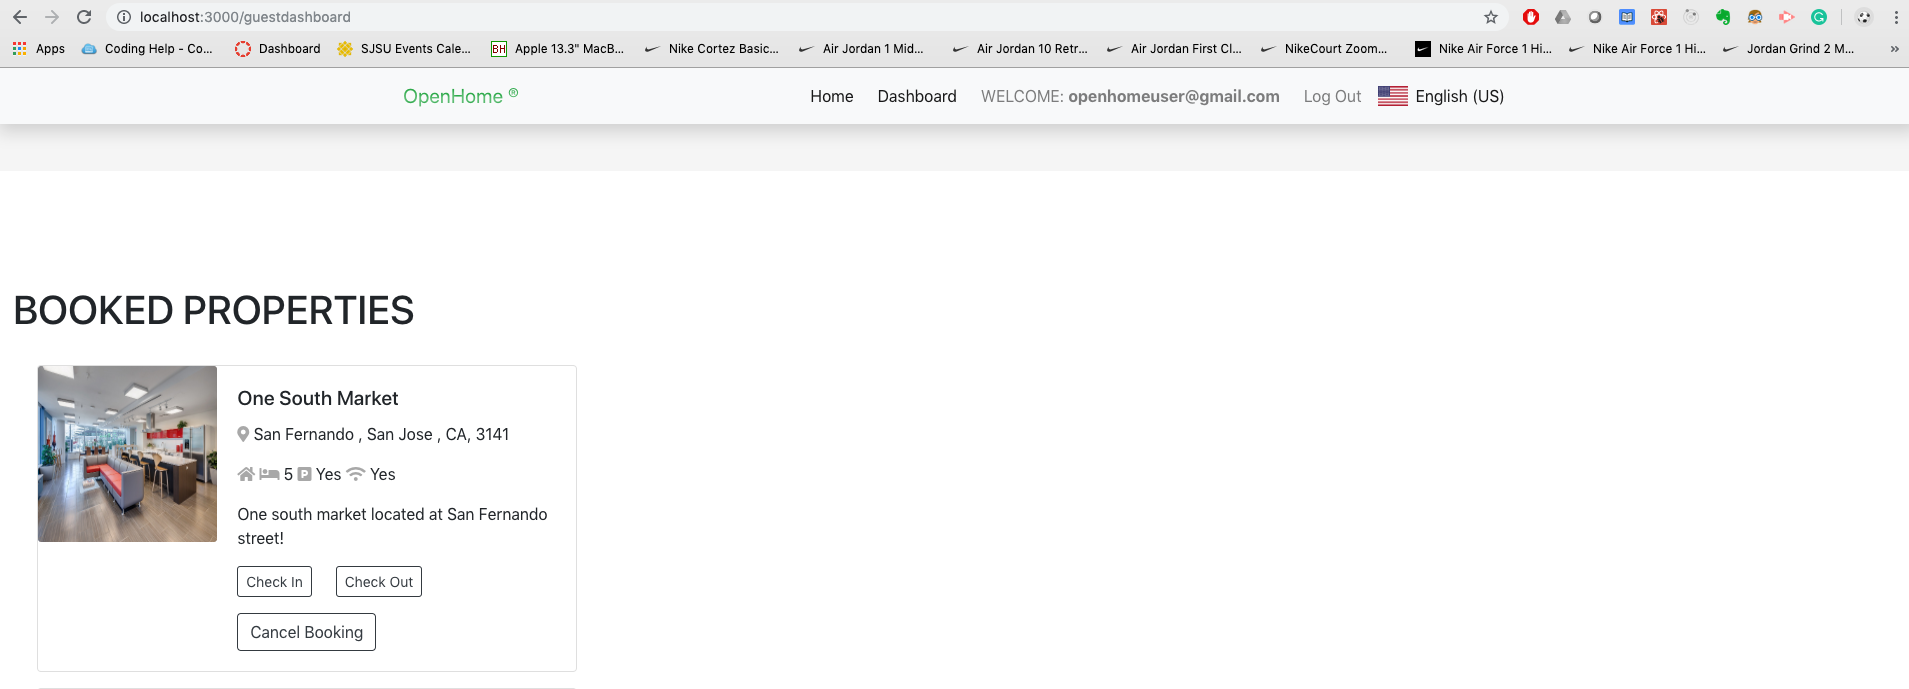 localhost:3000/guestdashboard
Apps Coding Help - Co... Dashboard SJSU Events Cale... BH Apple 13.3" MacB... Nike Cortez Basic... Air Jordan 1 Mid... Air Jordan 10 Retr... Air Jordan First Cl... NikeCourt Zoom... Nike Air Force 1 Hi... Nike Air Force 1 Hi... Jordan Grind 2 M... »
OpenHome ® Home Dashboard WELCOME: openhomeuser@gmail.com Log Out English (US)
BOOKED PROPERTIES
One South Market
San Fernando , San Jose , CA, 3141
5 P Yes Yes
One south market located at San Fernando
street!
Check In Check Out
Cancel Booking